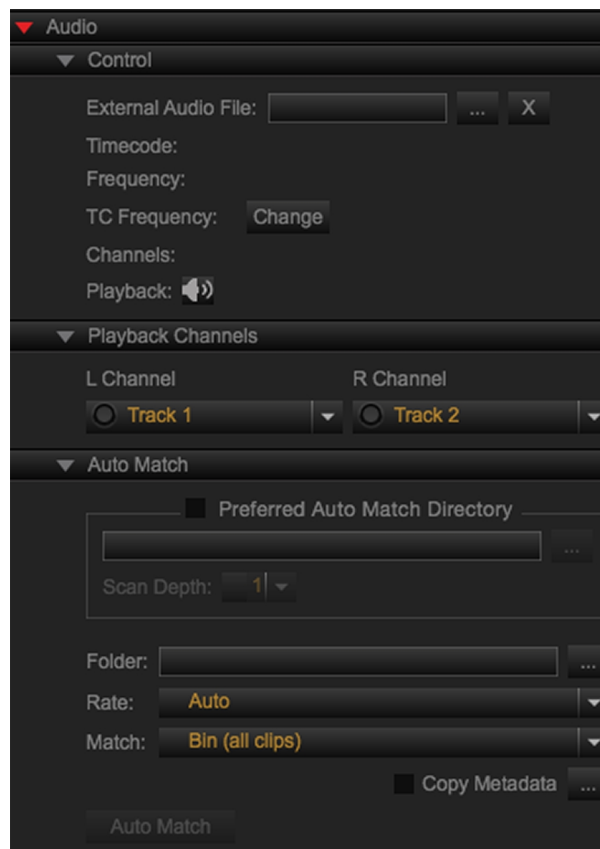 Audio
Control
External Audio File: ... X
Timecode:
Frequency:
TC Frequency: Change
Channels:
Playback:
Playback Channels
L Channel R Channel
Track 1 Track 2
Auto Match
Preferred Auto Match Directory
...
Scan Depth: 1
Folder: ...
Rate: Auto
Match: Bin (all clips)
Copy Metadata ...
Auto Match